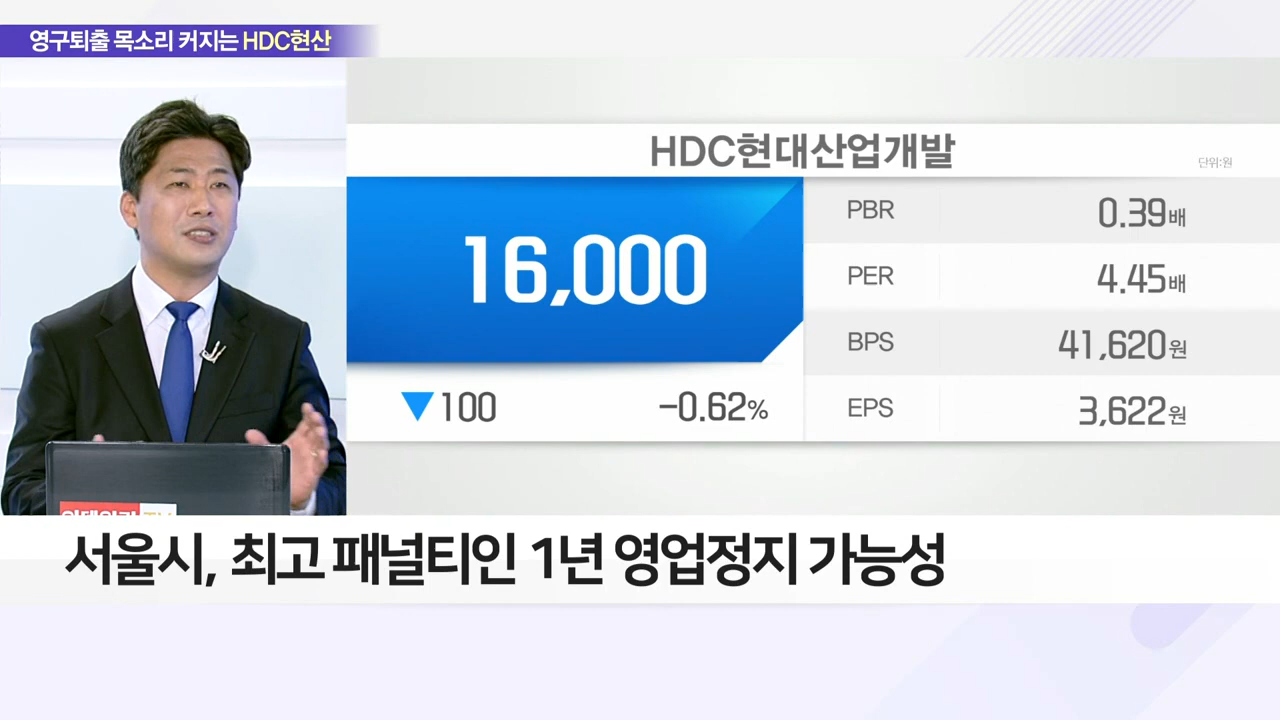 영구퇴출 목소리 커지는 HDC현산
HDC현대산업개발
단위:원
16,000
▼100 -0.62%
PBR 0.39배
PER 4.45배
BPS 41,620원
EPS 3,622원
서울시, 최고 패널티인 1년 영업정지 가능성